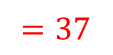 = 37